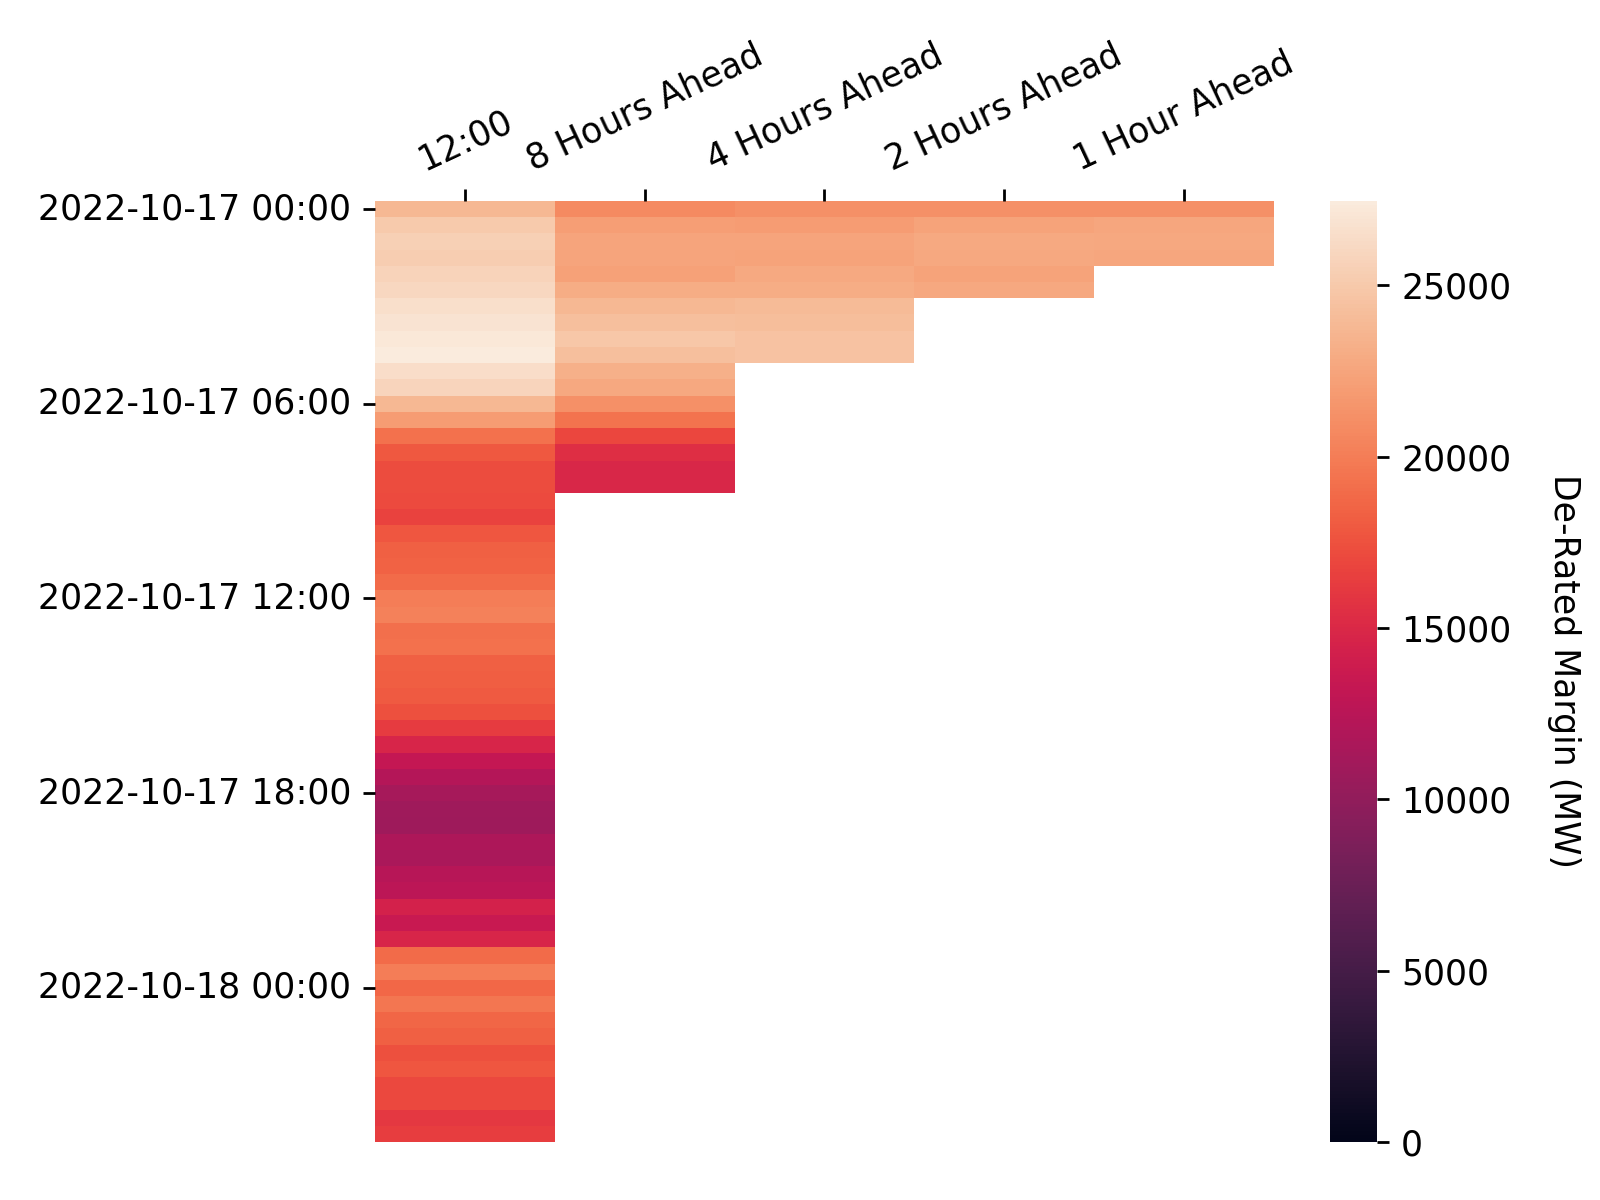 12:00
8 Hours Ahead
4 Hours Ahead
2 Hours Ahead
1 Hour Ahead
2022-10-17 00:00
2022-10-17 06:00
2022-10-17 12:00
2022-10-17 18:00
2022-10-18 00:00
25000
20000
15000
10000
5000
0
De-Rated Margin (MW)